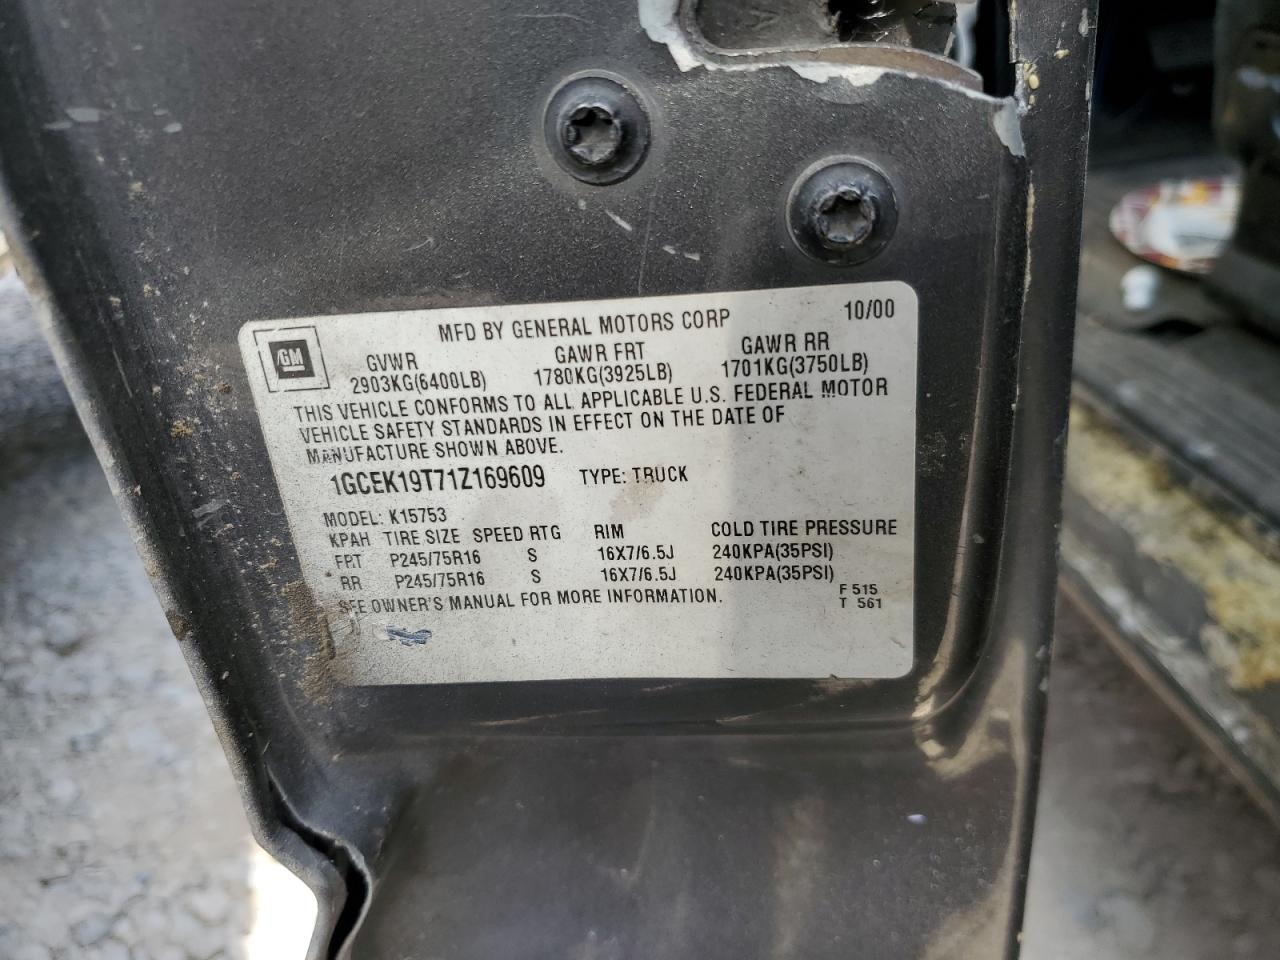 MFD BY GENERAL MOTORS CORP 10/00
GM
GVWR GAWR FRT GAWR RR
2903KG(6400LB) 1780KG(3925LB) 1701KG(3750LB)
THIS VEHICLE CONFORMS TO ALL APPLICABLE U.S. FEDERAL MOTOR
VEHICLE SAFETY STANDARDS IN EFFECT ON THE DATE OF
MANUFACTURE SHOWN ABOVE.
1GCEK19T71Z169609 TYPE: TRUCK
MODEL: K15753
KPAH TIRE SIZE SPEED RTG RIM COLD TIRE PRESSURE
FRT P245/75R16 S 16X7/6.5J 240KPA(35PSI)
RR P245/75R16 S 16X7/6.5J 240KPA(35PSI)
SEE OWNER'S MANUAL FOR MORE INFORMATION. F 515
T 561